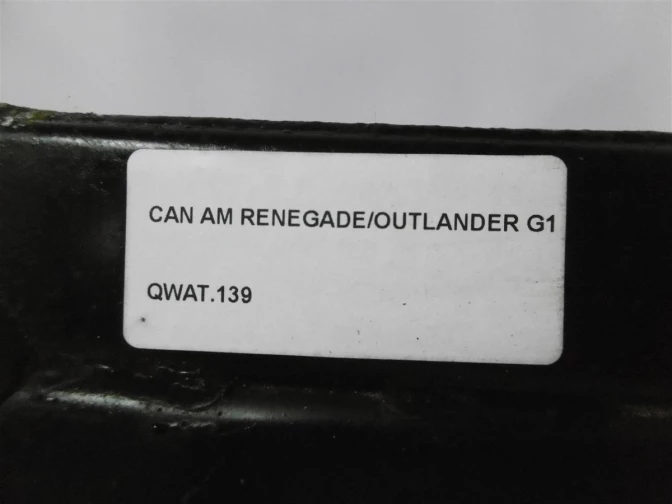 CAN AM RENEGADE/OUTLANDER G1
QWAT.139